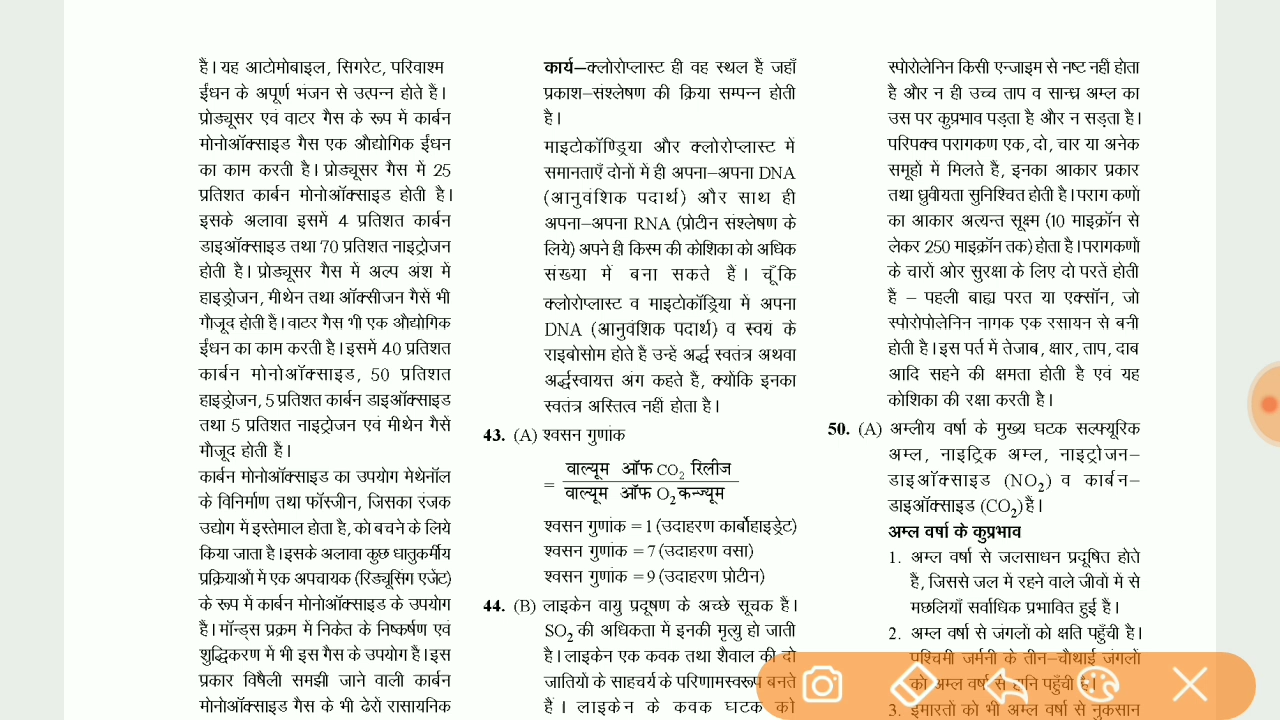 हैं। यह आटोमोबाइल, सिगरेट, परिवाश्म
ईंधन के अपूर्ण भंजन से उत्पन्न होते है।
प्रोड्यूसर एवं वाटर गैस के रूप में कार्बन
मोनोऑक्साइड गैस एक औद्योगिक ईंधन
का काम करती है। प्रोड्यूसर गैस में 25
प्रतिशत कार्बन मोनोऑक्साइड होती है।
इसके अलावा इसमें 4 प्रतिशत कार्बन
डाइऑक्साइड तथा 70 प्रतिशत नाइट्रोजन
होती है। प्रोड्यूसर गैस में अल्प अंश में
हाइड्रोजन, मीथेन तथा ऑक्सीजन गैसें भी
गौजूद होती हैं। वाटर गैस भी एक औद्योगिक
ईंधन का काम करती है। इसमें 40 प्रतिशत
कार्बन मोनोऑक्साइड, 50 प्रतिशत
हाइड्रोजन, 5 प्रतिशत कार्बन डाइऑक्साइड
तथा 5 प्रतिशत नाइट्रोजन एवं मीथेन गैसें
मौजूद होती हैं।
कार्बन मोनोऑक्साइड का उपयोग मेथेनॉल
के विनिर्माण तथा फॉस्जीन, जिसका रंजक
उद्योग में इस्तेमाल होता है, को बचने के लिये
किया जाता है। इसके अलावा कुछ धातुकर्मीय
प्रक्रियाओं में एक अपचायक (रिड्यूसिंग एजेंट)
के रूप में कार्बन मोनोऑक्साइड के उपयोग
हैं। मॉन्ड्स प्रक्रम में निकेत के निष्कर्षण एवं
शुद्धिकरण में भी इस गैस के उपयोग हैं। इस
प्रकार विषैली समझी जाने वाली कार्बन
मोनोऑक्साइड गैस के भी ढेरों रासायनिक
कार्य–क्लोरोप्लास्ट ही वह स्थल हैं जहाँ
प्रकाश–संश्लेषण की क्रिया सम्पन्न होती
है।
माइटोकॉण्ड्रिया और क्लोरोप्लास्ट में
समानताएँ दोनों में ही अपना–अपना DNA
(आनुवंशिक पदार्थ) और साथ ही
अपना–अपना RNA (प्रोटीन संश्लेषण के
लिये) अपने ही किस्म की कोशिका को अधिक
संख्या में बना सकते हैं। चूँकि
क्लोरोप्लास्ट व माइटोकॉड्रिया में अपना
DNA (आनुवंशिक पदार्थ) व स्वयं के
राइबोसोम होते हैं उन्हें अर्द्ध स्वतंत्र अथवा
अर्द्धस्वायत्त अंग कहते हैं, क्योंकि इनका
स्वतंत्र अस्तित्व नहीं होता है।
43. (A) श्वसन गुणांक
= वाल्यूम ऑफ CO2 रिलीज
वाल्यूम ऑफ O2 कन्ज्यूम
श्वसन गुणांक = 1 (उदाहरण कार्बोहाइड्रेट)
श्वसन गुणांक = 7 (उदाहरण वसा)
श्वसन गुणांक = 9 (उदाहरण प्रोटीन)
44. (B) लाइकेन वायु प्रदूषण के अच्छे सूचक हैं।
SO2 की अधिकता में इनकी मृत्यु हो जाती
है। लाइकेन एक कवक तथा शैवाल की दो
जातियों के साहचर्य के परिणामस्वरूप बनते
हैं। लाइकेन के कवक घटक को
स्पोरोलेनिन किसी एन्जाइम से नष्ट नही होता
है और न ही उच्च ताप व सान्ध्र अम्ल का
उस पर कुप्रभाव पड़ता है और न सड़ता है।
परिपक्व परागकण एक, दो, चार या अनेक
समूहों में मिलते हैं, इनका आकार प्रकार
तथा ध्रुवीयता सुनिश्चित होती है। पराग कणों
का आकार अत्यन्त सूक्ष्म (10 माइक्रॉन से
लेकर 250 माइक्रॉन तक) होता है। परागकणों
के चारों ओर सुरक्षा के लिए दो परतें होती
हैं – पहली बाह्य परत या एक्सॉन, जो
स्पोरोपोलेनिन नागक एक रसायन से बनी
होती है। इस पर्त में तेजाब, क्षार, ताप, दाब
आदि सहने की क्षमता होती है एवं यह
कोशिका की रक्षा करती है।
50. (A) अम्लीय वर्षा के मुख्य घटक सल्फ्यूरिक
अम्ल, नाइट्रिक अम्ल, नाइट्रोजन–
डाइऑक्साइड (NO2) व कार्बन–
डाइऑक्साइड (CO2) हैं।
अम्ल वर्षा के कुप्रभाव
1. अम्ल वर्षा से जलसाधन प्रदूषित होते
हैं, जिससे जल में रहने वाले जीवों में से
मछलियाँ सर्वाधिक प्रभावित हुई हैं।
2. अम्ल वर्षा से जंगलों को क्षति पहुँची है।
पश्चिमी जर्मनी के तीन–चौथाई जंगलों
को अम्ल वर्षा से हानि पहुँची है।
3. इमारतों को भी अम्ल वर्षा से नुकसान